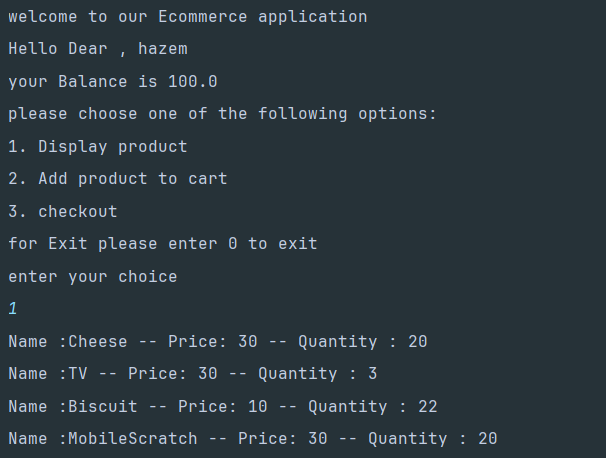 welcome to our Ecommerce application
Hello Dear , hazem
your Balance is 100.0
please choose one of the following options:
1. Display product
2. Add product to cart
3. checkout
for Exit please enter 0 to exit
enter your choice
1
Name :Cheese -- Price: 30 -- Quantity : 20
Name :TV -- Price: 30 -- Quantity : 3
Name :Biscuit -- Price: 10 -- Quantity : 22
Name :MobileScratch -- Price: 30 -- Quantity : 20